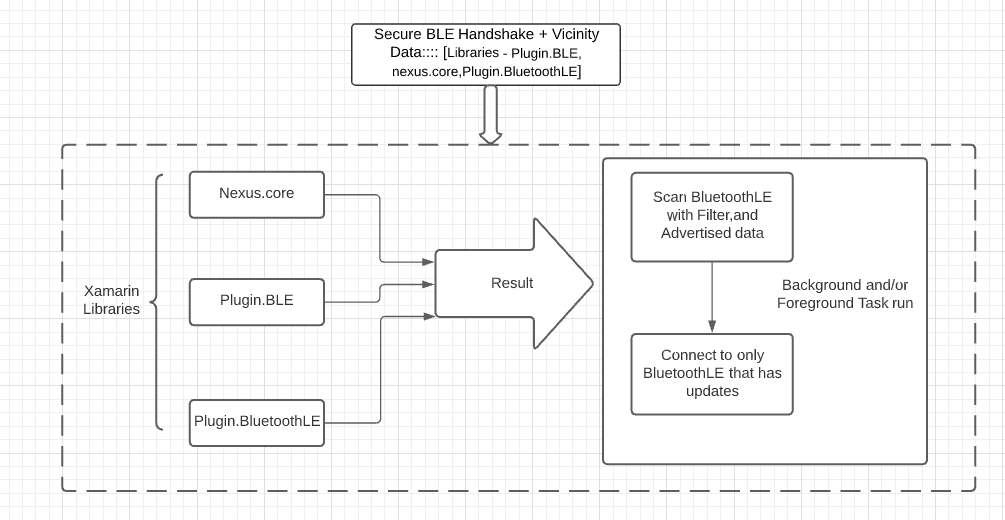 Secure BLE Handshake + Vicinity
Data:::: [Libraries - Plugin.BLE,
nexus.core,Plugin.BluetoothLE]
Nexus.core
Plugin.BLE
Plugin.BluetoothLE
Xamarin
Libraries
Result
Scan BluetoothLE
with Filter,and
Advertised data
Background and/or
Foreground Task run
Connect to only
BluetoothLE that has
updates